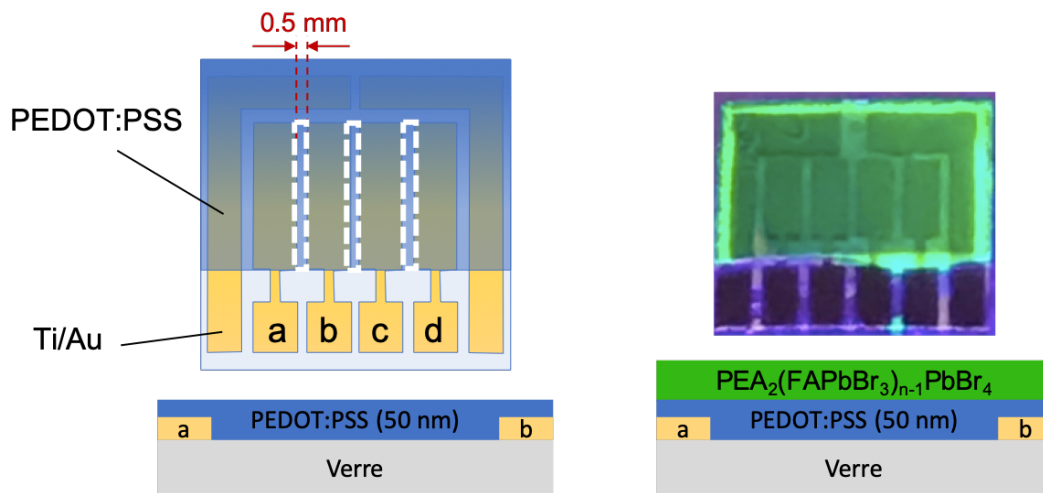 0.5 mm
PEDOT:PSS
Ti/Au
a b c d
PEDOT:PSS (50 nm)
a b
Verre
PEA₂(FAPbBr₃)ₙ₋₁PbBr₄
PEDOT:PSS (50 nm)
a b
Verre